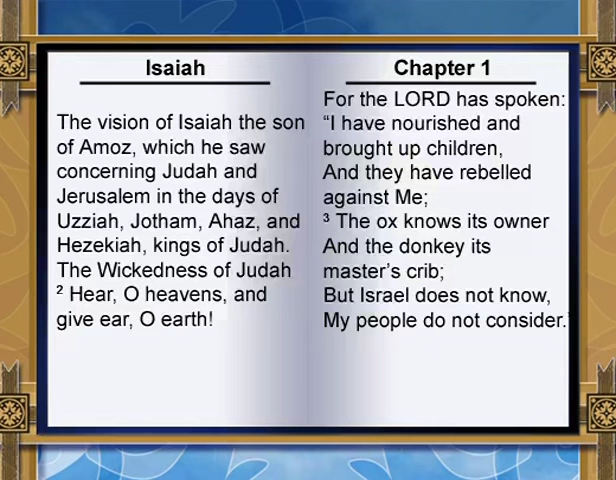 Isaiah
The vision of Isaiah the son
of Amoz, which he saw
concerning Judah and
Jerusalem in the days of
Uzziah, Jotham, Ahaz, and
Hezekiah, kings of Judah.
The Wickedness of Judah
² Hear, O heavens, and
give ear, O earth!
Chapter 1
For the LORD has spoken:
“I have nourished and
brought up children,
And they have rebelled
against Me;
³ The ox knows its owner
And the donkey its
master’s crib;
But Israel does not know,
My people do not consider.”